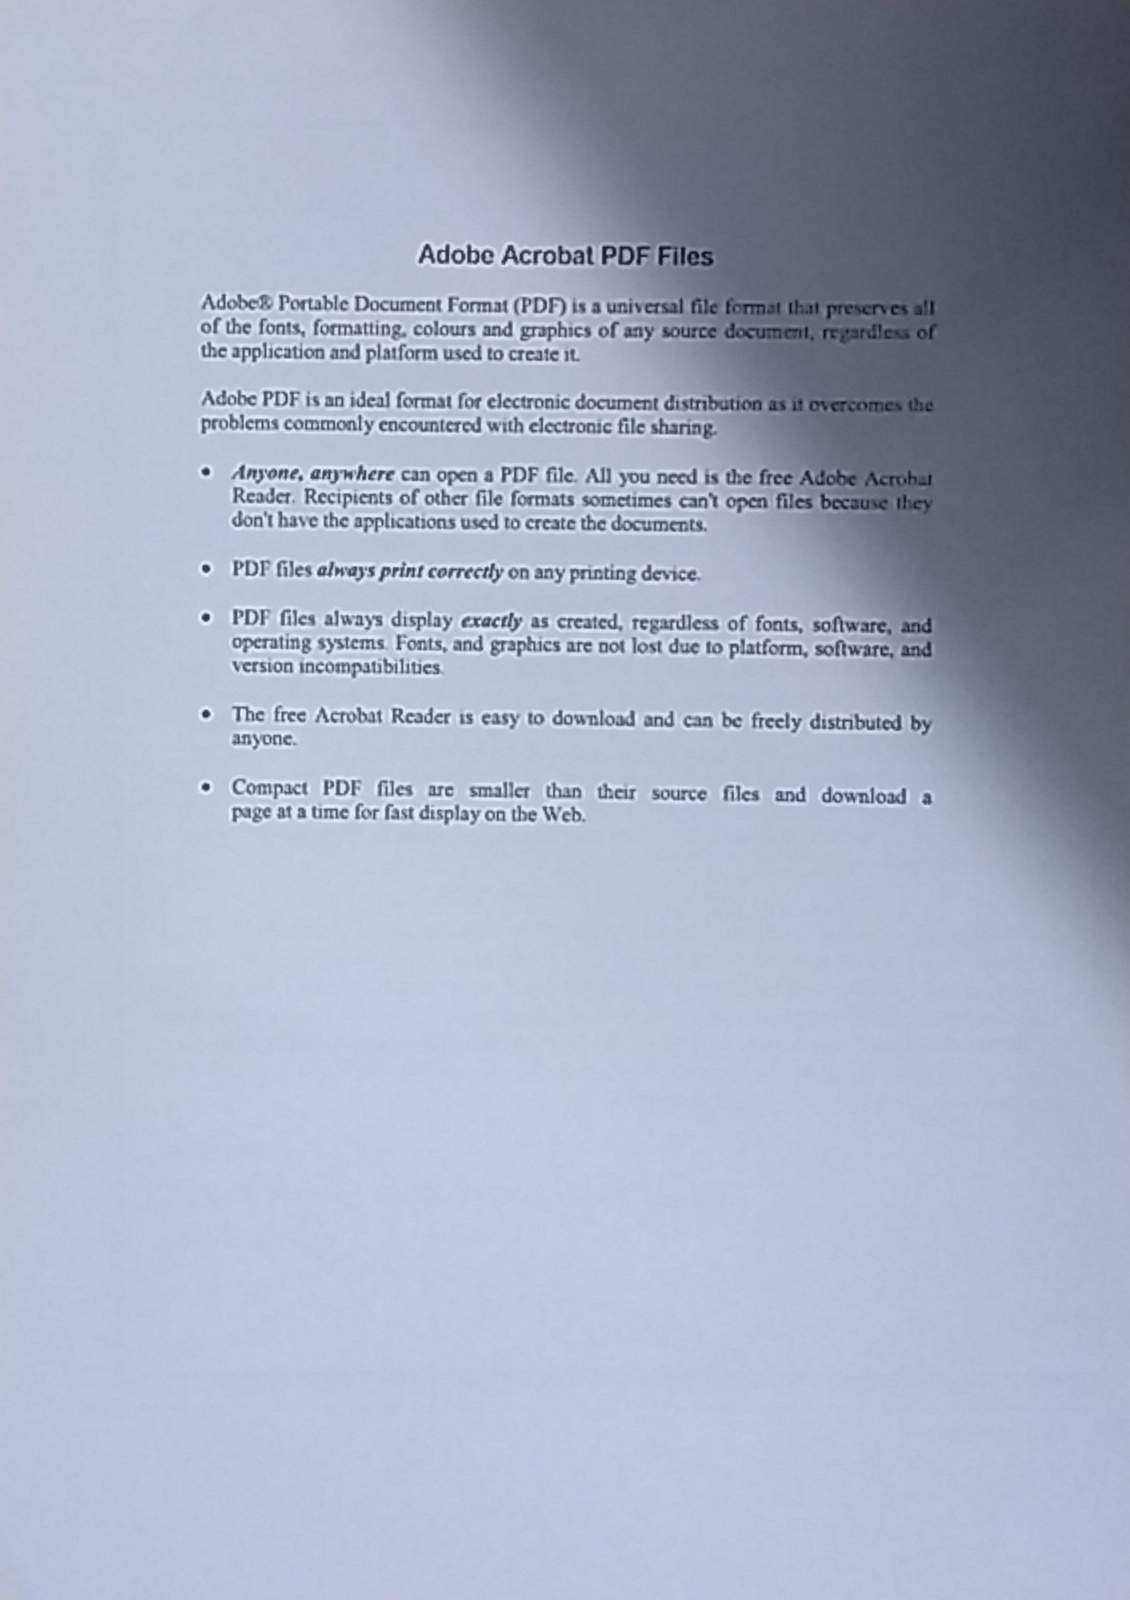 Adobe Acrobat PDF Files
Adobe® Portable Document Format (PDF) is a universal file format that preserves all
of the fonts, formatting, colours and graphics of any source document, regardless of
the application and platform used to create it.
Adobe PDF is an ideal format for electronic document distribution as it overcomes the
problems commonly encountered with electronic file sharing.
• Anyone, anywhere can open a PDF file. All you need is the free Adobe Acrobat
Reader. Recipients of other file formats sometimes can't open files because they
don't have the applications used to create the documents.
• PDF files always print correctly on any printing device.
• PDF files always display exactly as created, regardless of fonts, software, and
operating systems. Fonts, and graphics are not lost due to platform, software, and
version incompatibilities.
• The free Acrobat Reader is easy to download and can be freely distributed by
anyone.
• Compact PDF files are smaller than their source files and download a
page at a time for fast display on the Web.